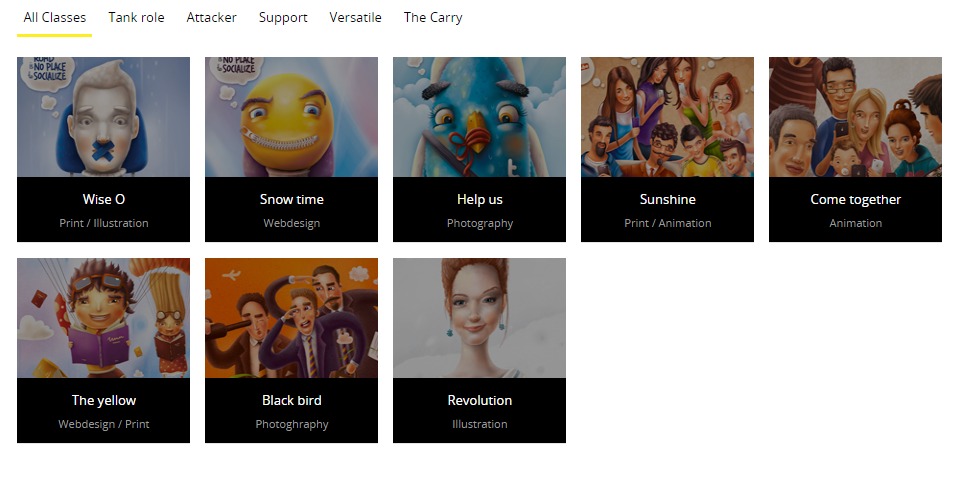 All Classes Tank role Attacker Support Versatile The Carry
ROAD
IS NO PLACE
to SOCIALIZE
NO PLACE
to SOCIALIZE
Wise O Snow time Help us Sunshine Come together
Print / Illustration Webdesign Photography Print / Animation Animation
The yellow Black bird Revolution
Webdesign / Print Photoghraphy Illustration